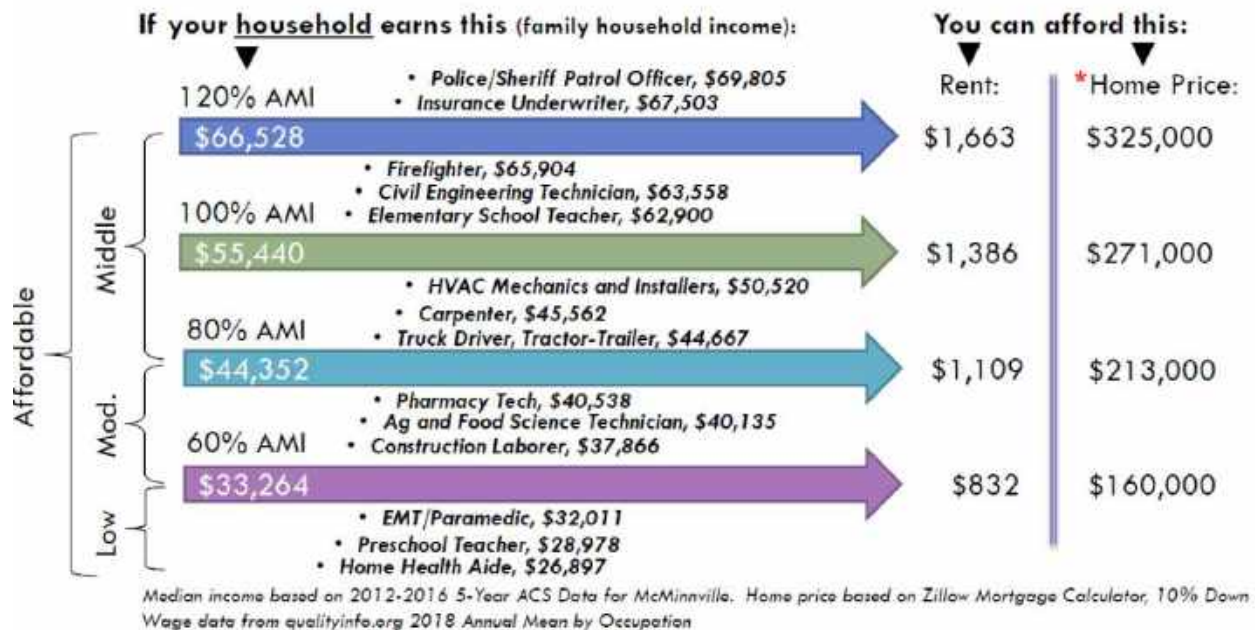 If your household earns this (family household income):
You can afford this:
Rent:
*Home Price:
• Police/Sheriff Patrol Officer, $69,805
120% AMI
• Insurance Underwriter, $67,503
$66,528
$1,663
$325,000
• Firefighter, $65,904
• Civil Engineering Technician, $63,558
100% AMI
• Elementary School Teacher, $62,900
$55,440
$1,386
$271,000
• HVAC Mechanics and Installers, $50,520
• Carpenter, $45,562
80% AMI
• Truck Driver, Tractor-Trailer, $44,667
$44,352
$1,109
$213,000
• Pharmacy Tech, $40,538
• Ag and Food Science Technician, $40,135
60% AMI
• Construction Laborer, $37,866
$33,264
$832
$160,000
• EMT/Paramedic, $32,011
• Preschool Teacher, $28,978
• Home Health Aide, $26,897
Affordable
Middle
Mod.
Low
Median income based on 2012-2016 5-Year ACS Data for McMinnville. Home price based on Zillow Mortgage Calculator, 10% Down
Wage data from qualityinfo.org 2018 Annual Mean by Occupation